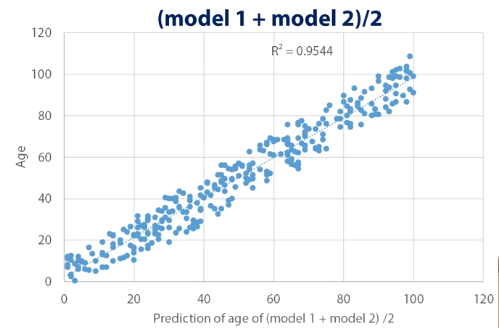 (model 1 + model 2)/2
R² = 0.9544
120
100
80
60
40
20
0
Age
0 20 40 60 80 100 120
Prediction of age of (model 1 + model 2) /2